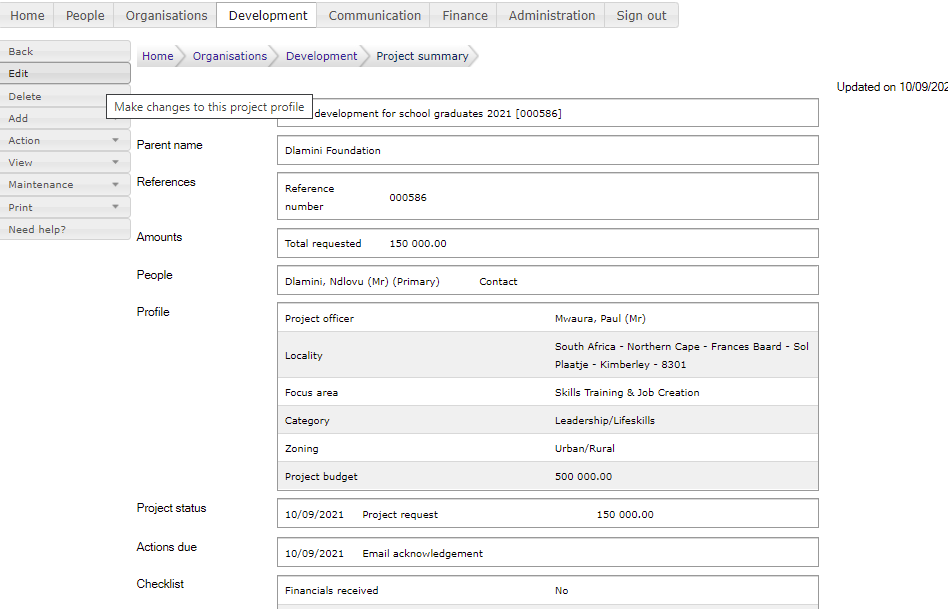 Home People Organisations Development Communication Finance Administration Sign out
Back
Edit
Delete
Add
Action
View
Maintenance
Print
Need help?
Home Organisations Development Project summary
Updated on 10/09/202
Make changes to this project profile
development for school graduates 2021 [000586]
Parent name Dlamini Foundation
References Reference
number 000586
Amounts Total requested 150 000.00
People Dlamini, Ndlovu (Mr) (Primary) Contact
Profile Project officer Mwaura, Paul (Mr)
Locality South Africa - Northern Cape - Frances Baard - Sol
Plaatje - Kimberley - 8301
Focus area Skills Training & Job Creation
Category Leadership/Lifeskills
Zoning Urban/Rural
Project budget 500 000.00
Project status 10/09/2021 Project request 150 000.00
Actions due 10/09/2021 Email acknowledgement
Checklist Financials received No